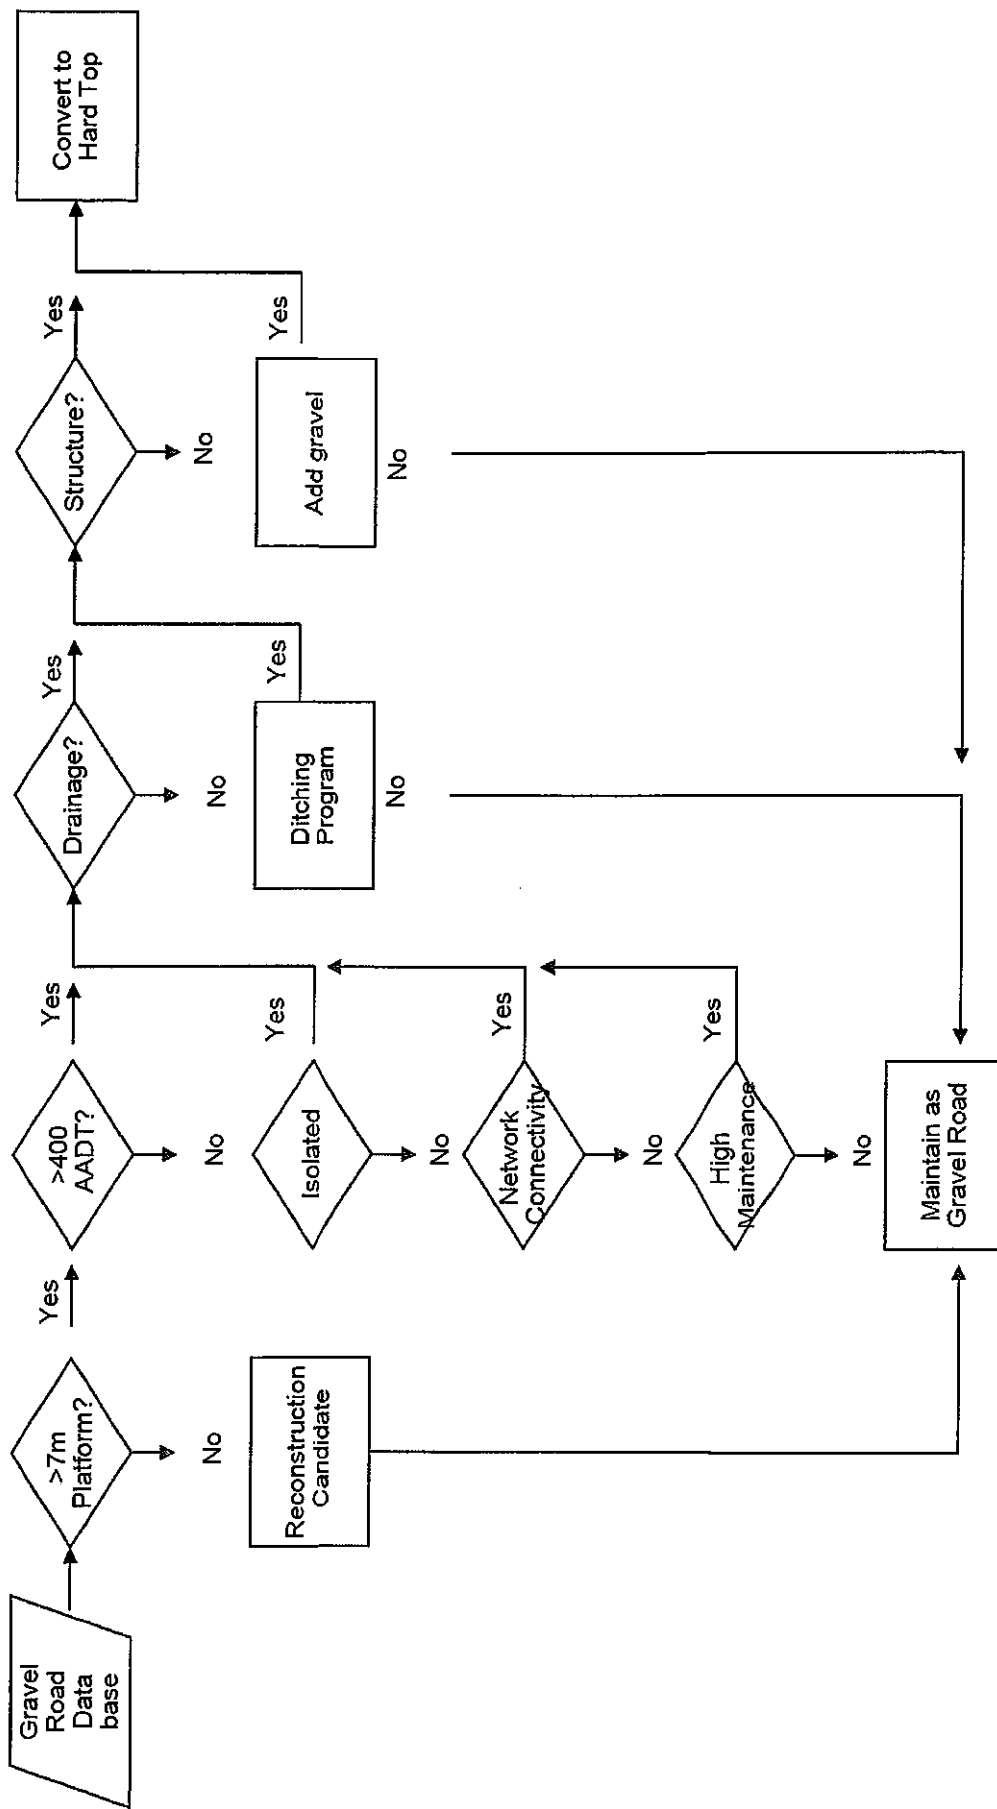 Gravel
Road
Data
base
>7m
Platform?
Yes
No
Reconstruction
Candidate
>400
AADT?
Yes
No
Isolated
Yes
No
Network
Connectivity
Yes
No
High
Maintenance
Yes
No
Maintain as
Gravel Road
Drainage?
Yes
No
Ditching
Program
Yes
No
Structure?
Yes
No
Add gravel
Yes
No
Convert to
Hard Top